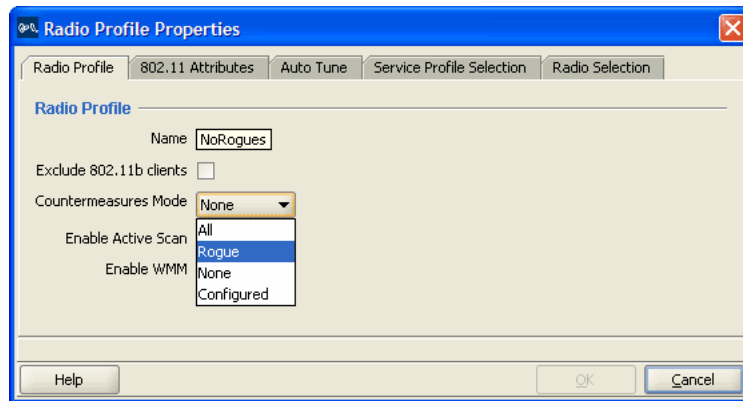 Radio Profile Properties
Radio Profile 802.11 Attributes Auto Tune Service Profile Selection Radio Selection
Radio Profile
Name NoRogues
Exclude 802.11b clients
Countermeasures Mode None
All
Enable Active Scan
Rogue
Enable WMM
None
Configured
Help OK Cancel